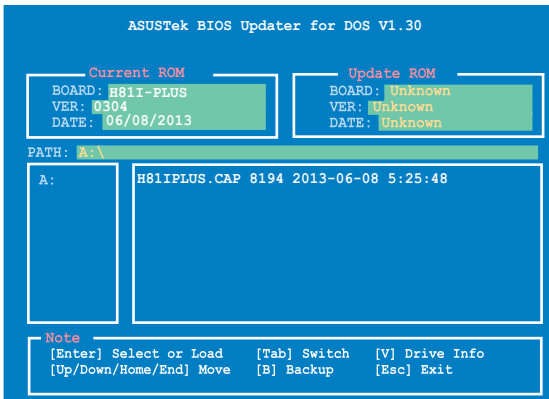 ASUSTek BIOS Updater for DOS V1.30
Current ROM
BOARD: H81I-PLUS
VER: 0304
DATE: 06/08/2013
Update ROM
BOARD: Unknown
VER: Unknown
DATE: Unknown
PATH: A:\
A:
H81IPLUS.CAP 8194 2013-06-08 5:25:48
Note
[Enter] Select or Load [Tab] Switch [V] Drive Info
[Up/Down/Home/End] Move [B] Backup [Esc] Exit